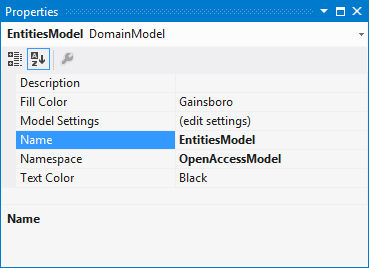 Properties
EntitiesModel DomainModel
Description
Fill Color Gainsboro
Model Settings (edit settings)
Name EntitiesModel
Namespace OpenAccessModel
Text Color Black
Name